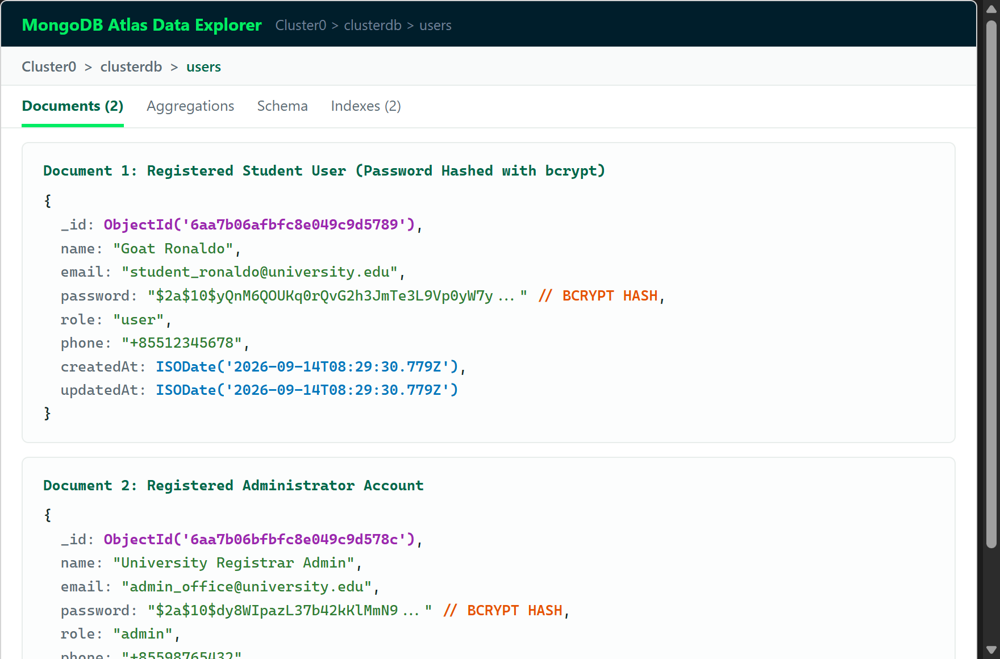 MongoDB Atlas Data Explorer Cluster0 > clusterdb > users
Cluster0 > clusterdb > users
Documents (2) Aggregations Schema Indexes (2)
Document 1: Registered Student User (Password Hashed with bcrypt)
{
_id: ObjectId('6aa7b06afbfc8e049c9d5789'),
name: "Goat Ronaldo",
email: "student_ronaldo@university.edu",
password: "$2a$10$yQnM6QOUKq0rQvG2h3JmTe3L9Vp0yW7y..." // BCRYPT HASH,
role: "user",
phone: "+85512345678",
createdAt: ISODate('2026-09-14T08:29:30.779Z'),
updatedAt: ISODate('2026-09-14T08:29:30.779Z')
}
Document 2: Registered Administrator Account
{
_id: ObjectId('6aa7b06bfbfc8e049c9d578c'),
name: "University Registrar Admin",
email: "admin_office@university.edu",
password: "$2a$10$dy8WIpazL37b42kKlMmN9..." // BCRYPT HASH,
role: "admin",
phone: "+85598765432"